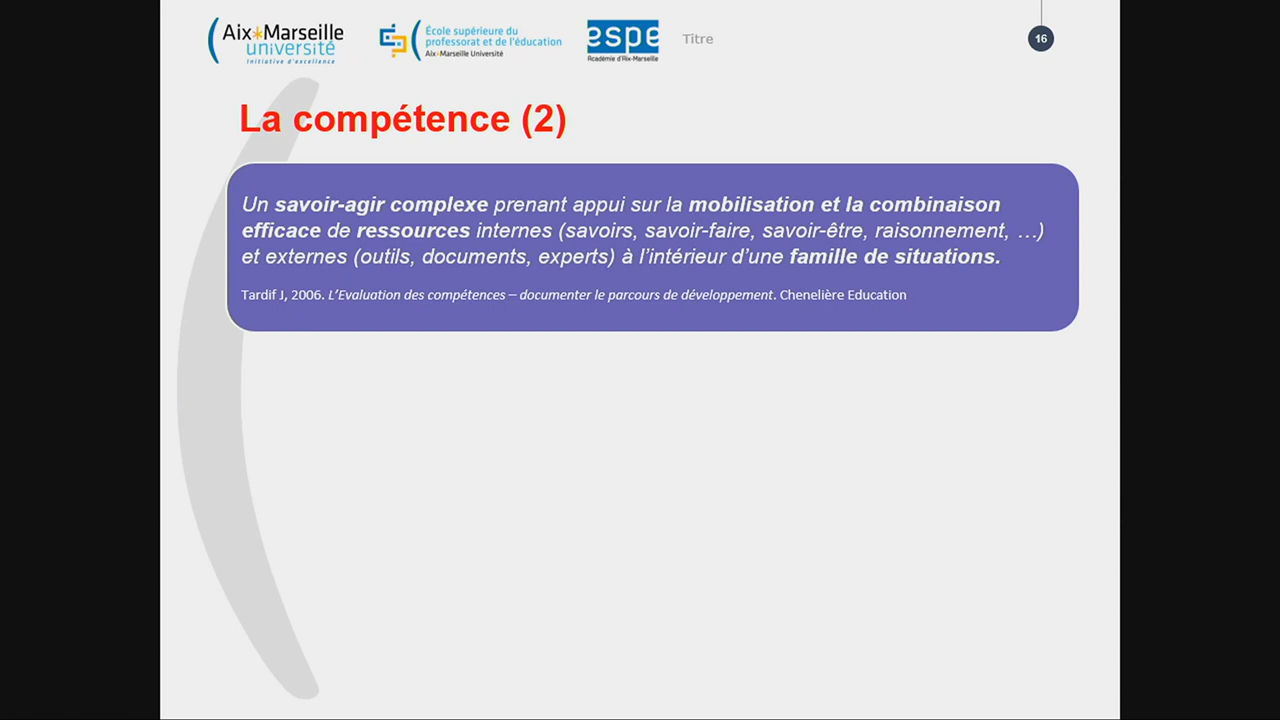 Aix*Marseille
université
Initiative d'excellence
École supérieure du
professorat et de l'éducation
Aix*Marseille Université
espe
Académie d'Aix-Marseille
Titre
16
La compétence (2)
Un savoir-agir complexe prenant appui sur la mobilisation et la combinaison
efficace de ressources internes (savoirs, savoir-faire, savoir-être, raisonnement, …)
et externes (outils, documents, experts) à l’intérieur d’une famille de situations.
Tardif J, 2006. L’Evaluation des compétences – documenter le parcours de développement. Chenelière Education